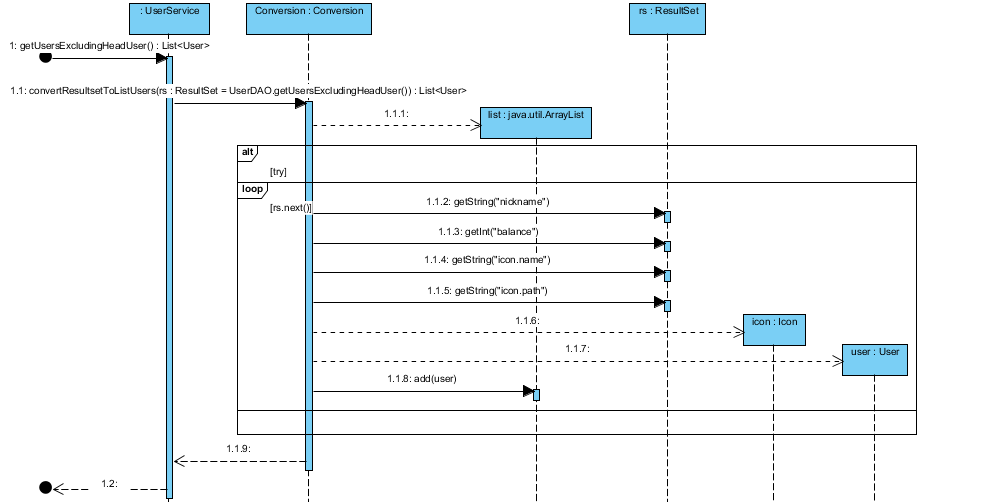 : UserService
Conversion : Conversion
rs : ResultSet
1: getUsersExcludingHeadUser() : List<User>
1.1: convertResultsetToListUsers(rs : ResultSet = UserDAO.getUsersExcludingHeadUser()) : List<User>
1.1.1:
list : java.util.ArrayList
alt
[try]
loop
[rs.next()]
1.1.2: getString("nickname")
1.1.3: getInt("balance")
1.1.4: getString("icon.name")
1.1.5: getString("icon.path")
1.1.6:
icon : Icon
1.1.7:
user : User
1.1.8: add(user)
1.1.9:
1.2: